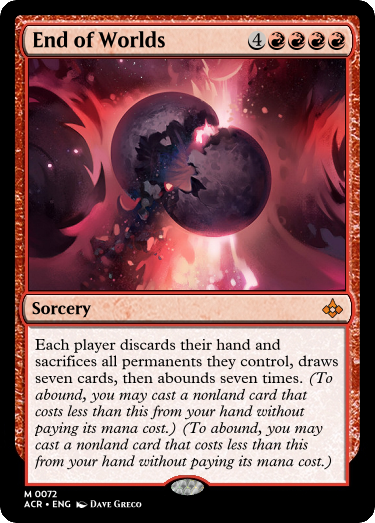 End of Worlds 4
Sorcery
Each player discards their hand and
sacrifices all permanents they control, draws
seven cards, then abounds seven times. (To
abound, you may cast a nonland card that
costs less than this from your hand without
paying its mana cost.) (To abound, you may
cast a nonland card that costs less than this
from your hand without paying its mana cost.)
M 0072
ACR • ENG Dave Greco